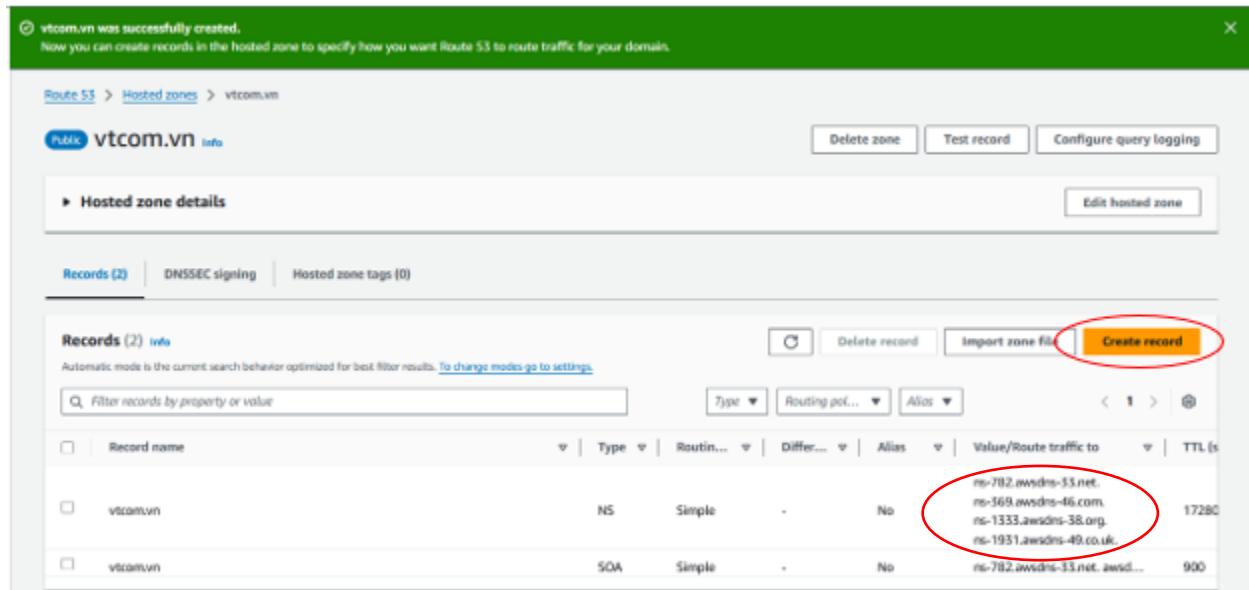 vtcom.vn was successfully created.
Now you can create records in the hosted zone to specify how you want Route 53 to route traffic for your domain.
Route 53 > Hosted zones > vtcom.vn
Public vtcom.vn Info
Delete zone
Test record
Configure query logging
Hosted zone details
Edit hosted zone
Records (2)
DNSSEC signing
Hosted zone tags (0)
Records (2) Info
Delete record
Import zone file
Create record
Automatic mode is the current search behavior optimized for best filter results. To change modes go to settings.
Filter records by property or value
Type
Routing pol...
Alias
1
Record name
Type
Routin...
Differ...
Alias
Value/Route traffic to
TTL (s
vtcom.vn
NS
Simple
-
No
ns-782.awsdns-33.net.
ns-369.awsdns-46.com.
ns-1333.awsdns-38.org.
ns-1931.awsdns-49.co.uk.
17280
vtcom.vn
SOA
Simple
-
No
ns-782.awsdns-33.net. awsd...
900